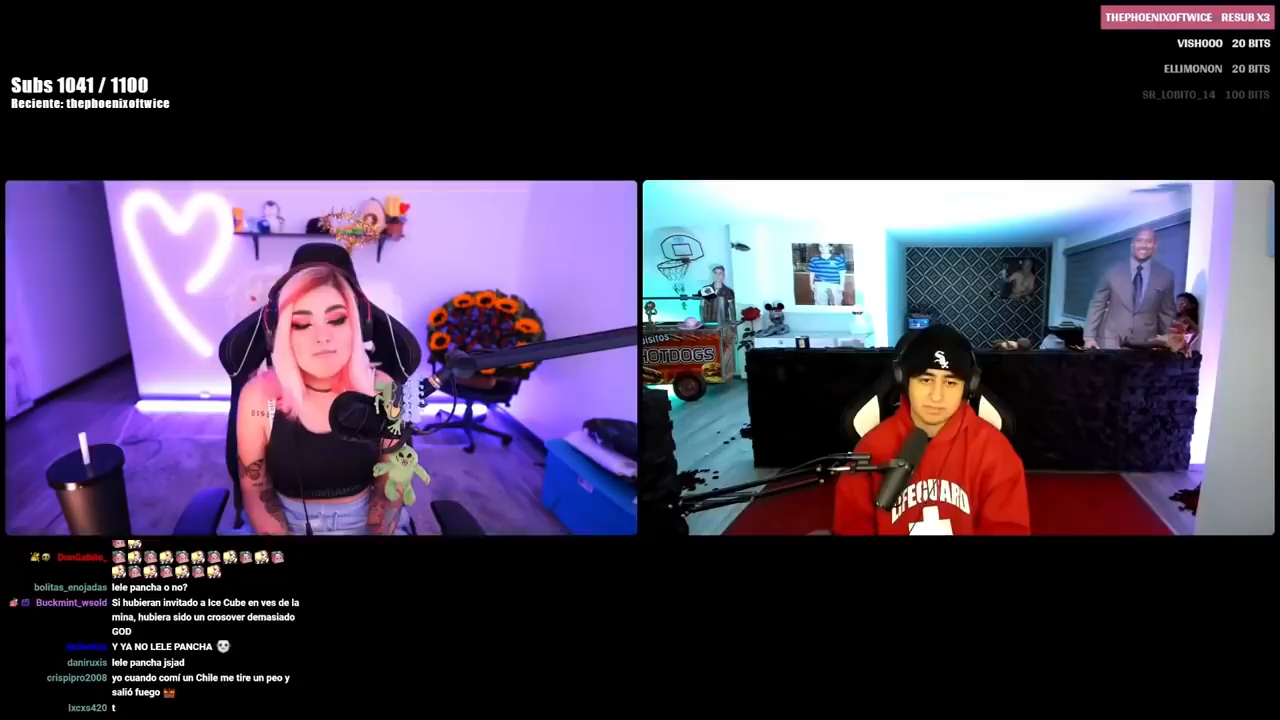 THEPHOENIXOFTWICE RESUB X3
VISHOOO 20 BITS
ELLIMONON 20 BITS
SR_LOBITO_14 100 BITS
Subs 1041 / 1100
Reciente: thephoenixoftwice
HOTDOGS
LIFEGUARD
DonGabito_
bolitas_enojadas lele pancha o no?
Buckmint_wsold Si hubieran invitado a Ice Cube en ves de la
mina, hubiera sido un crosover demasiado
GOD
Y YA NO LELE PANCHA
daniruxis lele pancha jsjad
crispipro2008 yo cuando comí un Chile me tire un peo y
salió fuego
lxcxs420 t